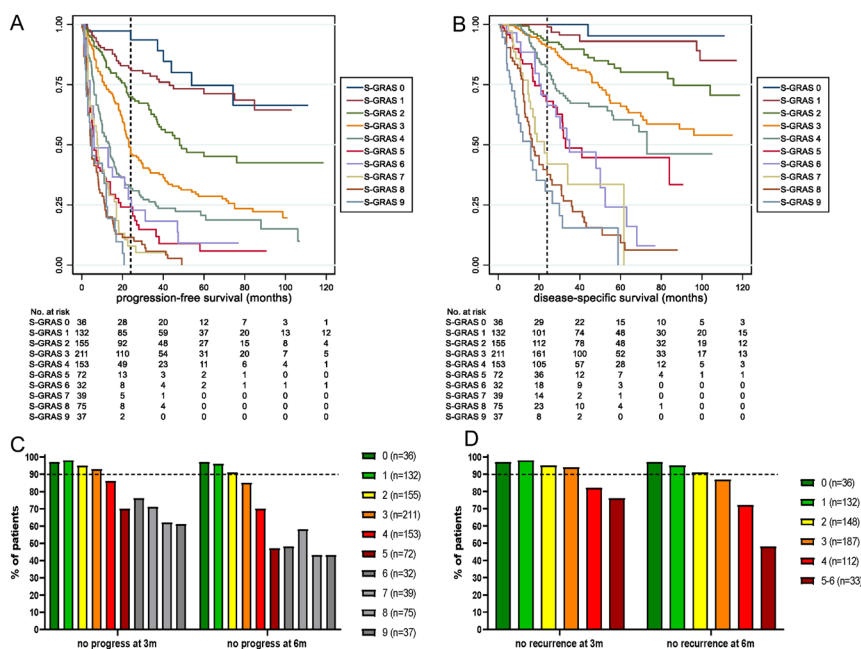 A
1.00
0.75
0.50
0.25
0.00
0 20 40 60 80 100 120
progression-free survival (months)
S-GRAS 0
S-GRAS 1
S-GRAS 2
S-GRAS 3
S-GRAS 4
S-GRAS 5
S-GRAS 6
S-GRAS 7
S-GRAS 8
S-GRAS 9
No. at risk
S-GRAS 0 36 28 20 12 7 3 1
S-GRAS 1 132 85 59 37 20 13 12
S-GRAS 2 155 92 48 27 15 8 4
S-GRAS 3 211 110 54 31 20 7 5
S-GRAS 4 153 49 23 11 6 4 1
S-GRAS 5 72 13 3 2 1 0 0
S-GRAS 6 32 8 4 2 1 1 1
S-GRAS 7 39 5 1 0 0 0 0
S-GRAS 8 75 8 4 0 0 0 0
S-GRAS 9 37 2 0 0 0 0 0
B
1.00
0.75
0.50
0.25
0.00
0 20 40 60 80 100 120
disease-specific survival (months)
S-GRAS 0
S-GRAS 1
S-GRAS 2
S-GRAS 3
S-GRAS 4
S-GRAS 5
S-GRAS 6
S-GRAS 7
S-GRAS 8
S-GRAS 9
No. at risk
S-GRAS 0 36 29 22 15 10 5 3
S-GRAS 1 132 101 74 48 30 20 15
S-GRAS 2 155 112 78 48 32 19 12
S-GRAS 3 211 161 100 52 33 17 13
S-GRAS 4 153 105 57 28 12 5 3
S-GRAS 5 72 36 12 7 4 1 1
S-GRAS 6 32 18 9 3 0 0 0
S-GRAS 7 39 14 2 1 0 0 0
S-GRAS 8 75 23 10 4 1 0 0
S-GRAS 9 37 8 2 0 0 0 0
C
% of patients
100
90
80
70
60
50
40
30
20
10
0
no progress at 3m no progress at 6m
0 (n=36)
1 (n=132)
2 (n=155)
3 (n=211)
4 (n=153)
5 (n=72)
6 (n=32)
7 (n=39)
8 (n=75)
9 (n=37)
D
% of patients
100
90
80
70
60
50
40
30
20
10
0
no recurrence at 3m no recurrence at 6m
0 (n=36)
1 (n=132)
2 (n=148)
3 (n=187)
4 (n=112)
5-6 (n=33)